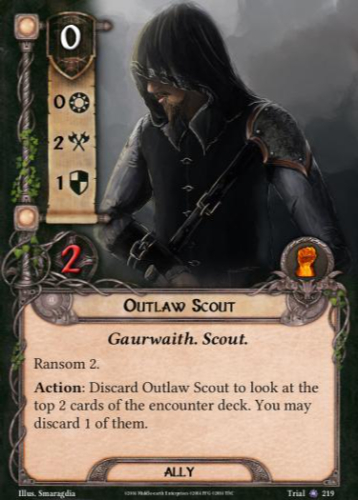 0
0
2
1
2
OUTLAW SCOUT
Gaurwaith. Scout.
Ransom 2.
Action: Discard Outlaw Scout to look at the
top 2 cards of the encounter deck. You may
discard 1 of them.
ALLY
Illus. Smaragdia
Trial 219